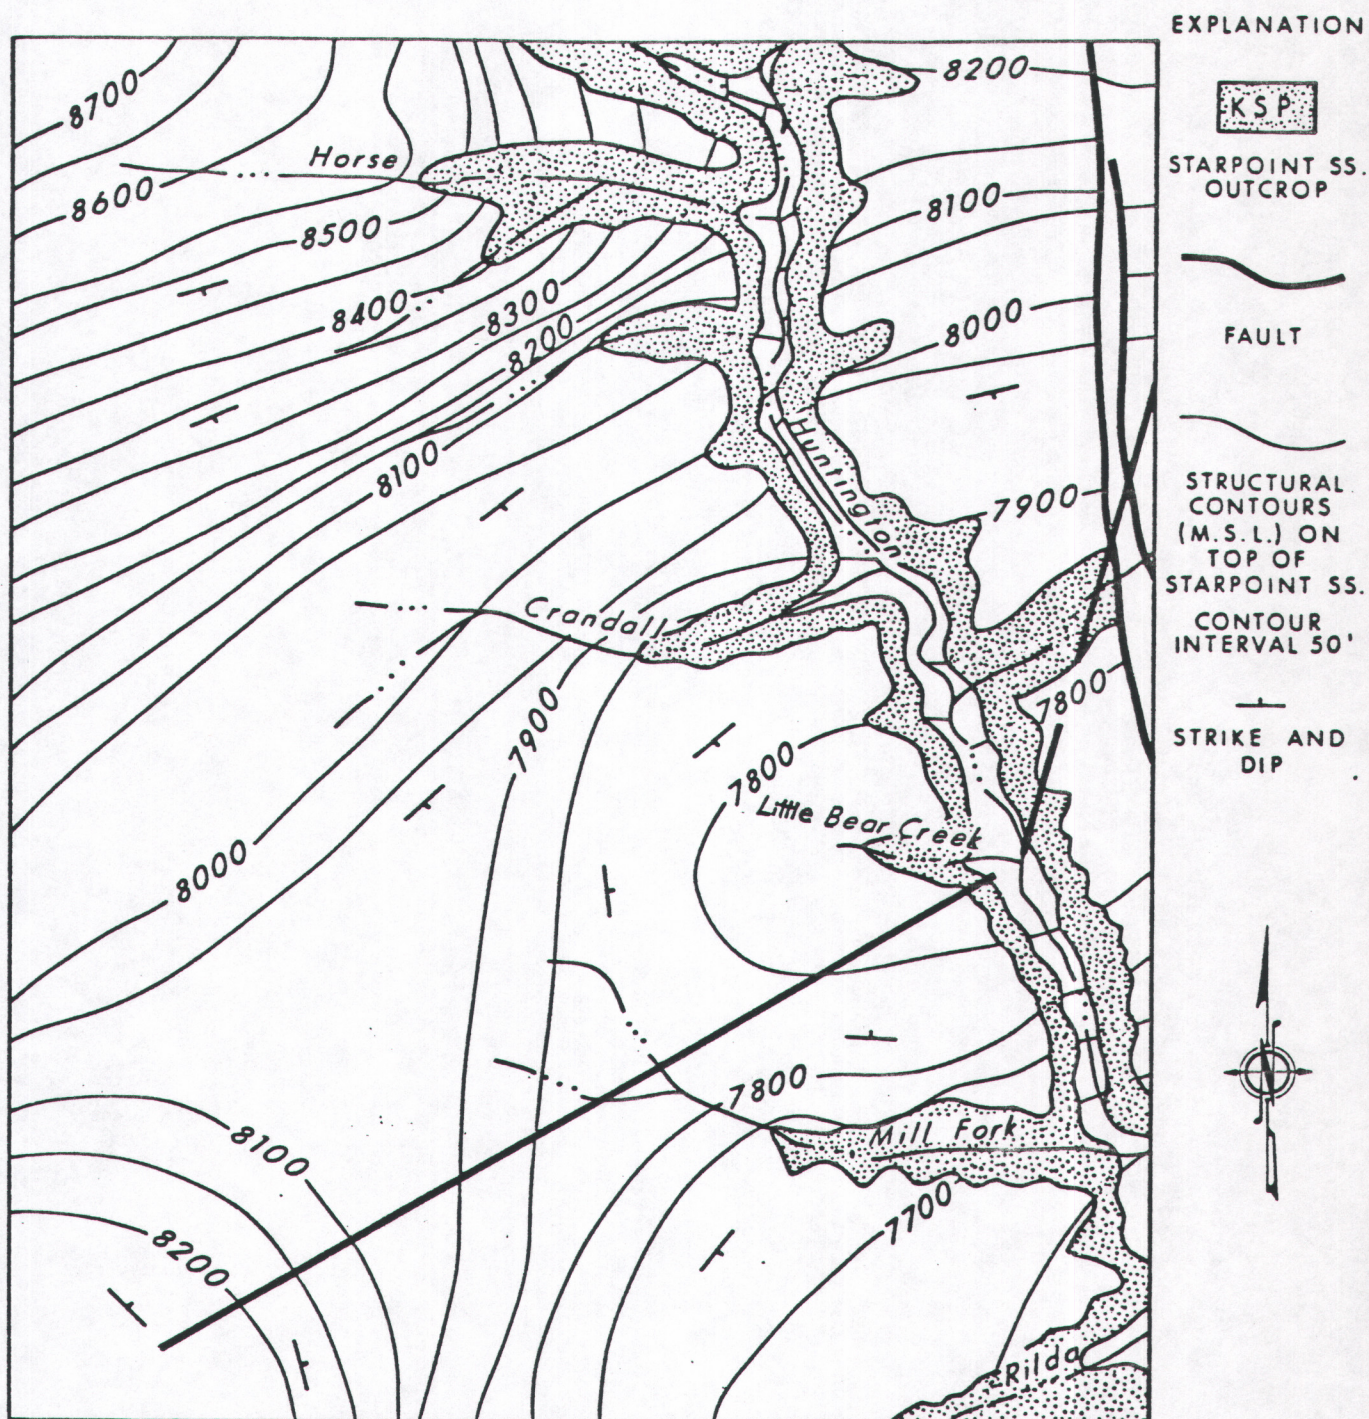 EXPLANATION
KSP
STARPOINT SS.
OUTCROP
FAULT
STRUCTURAL
CONTOURS
(M.S.L.) ON
TOP OF
STARPOINT SS.
CONTOUR
INTERVAL 50'
STRIKE AND
DIP
8700
8200
Horse
8600
8100
8500
8400
8300
8000
8200
Huntington
8100
7900
Crandall
7900
7800
7800
Little Bear Creek
8000
7800
8100
Mill Fork
7700
8200
Rilda